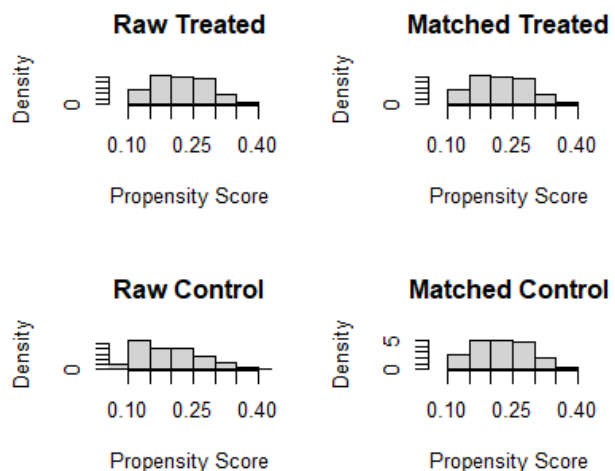 Raw Treated
Density
0
0.10 0.25 0.40
Propensity Score
Matched Treated
Density
0
0.10 0.25 0.40
Propensity Score
Raw Control
Density
0
0.10 0.25 0.40
Propensity Score
Matched Control
Density
0 5
0.10 0.25 0.40
Propensity Score